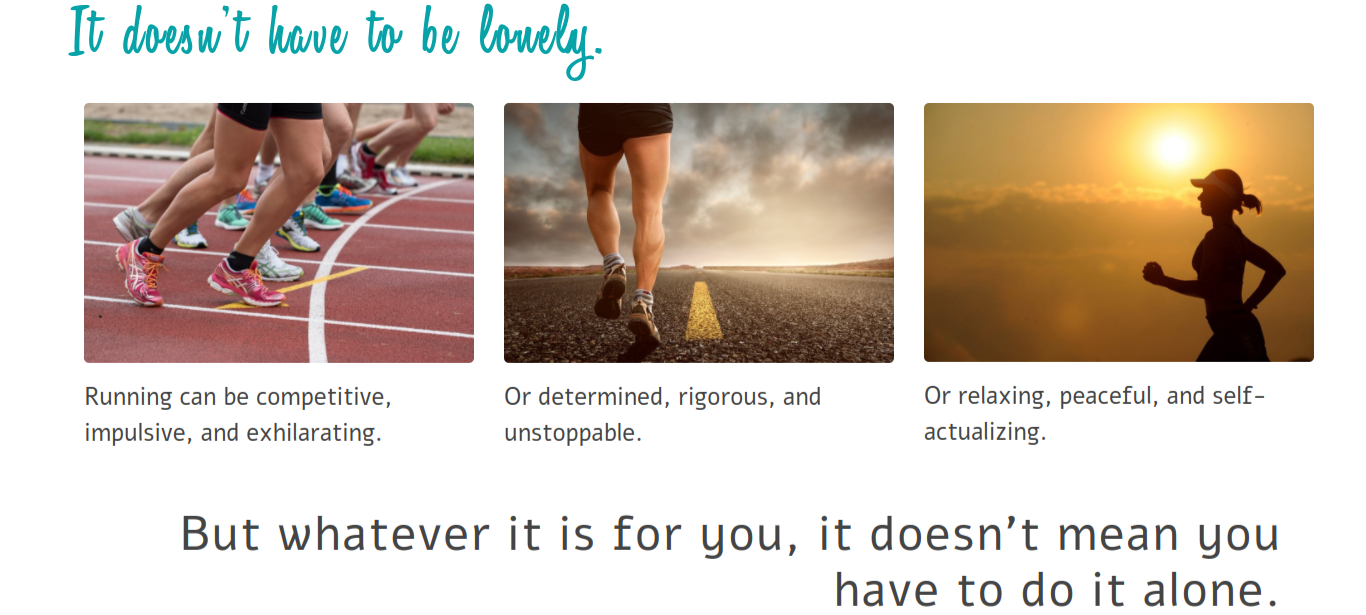 It doesn't have to be lonely.
Running can be competitive,
impulsive, and exhilarating.
Or determined, rigorous, and
unstoppable.
Or relaxing, peaceful, and self-
actualizing.
But whatever it is for you, it doesn't mean you
have to do it alone.